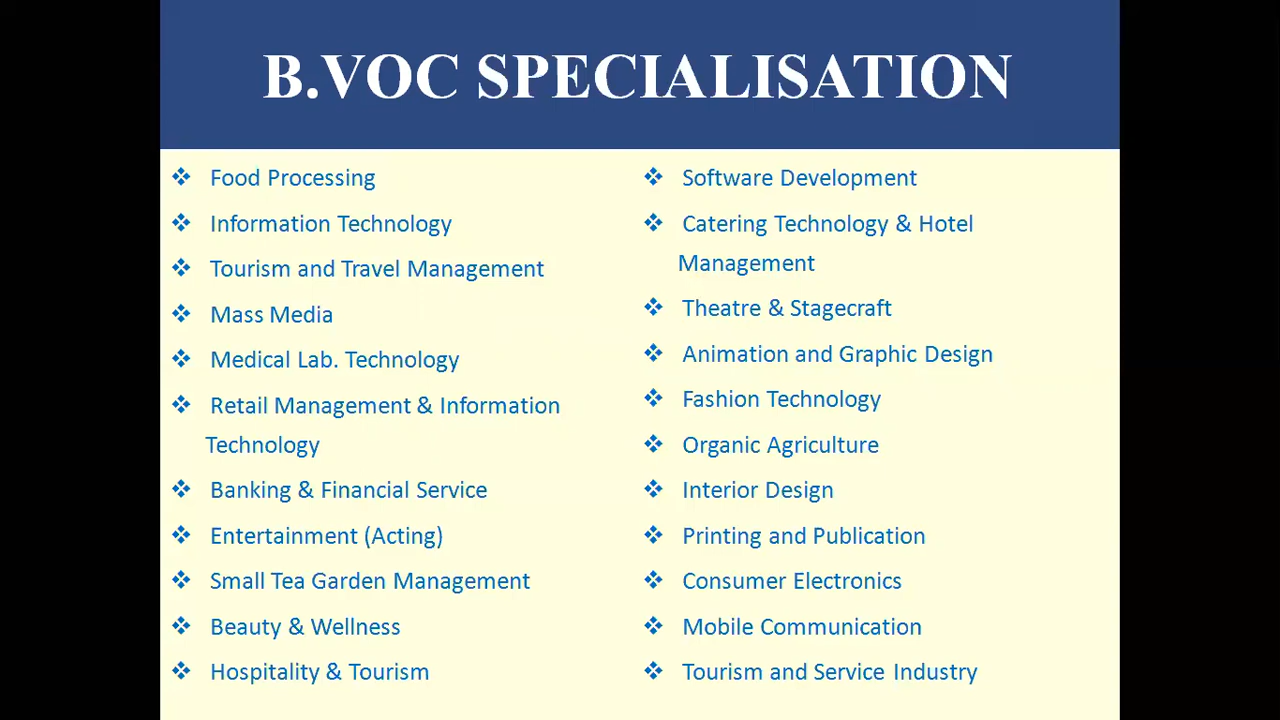 B.VOC SPECIALISATION
Food Processing
Information Technology
Tourism and Travel Management
Mass Media
Medical Lab. Technology
Retail Management & Information
Technology
Banking & Financial Service
Entertainment (Acting)
Small Tea Garden Management
Beauty & Wellness
Hospitality & Tourism
Software Development
Catering Technology & Hotel
Management
Theatre & Stagecraft
Animation and Graphic Design
Fashion Technology
Organic Agriculture
Interior Design
Printing and Publication
Consumer Electronics
Mobile Communication
Tourism and Service Industry